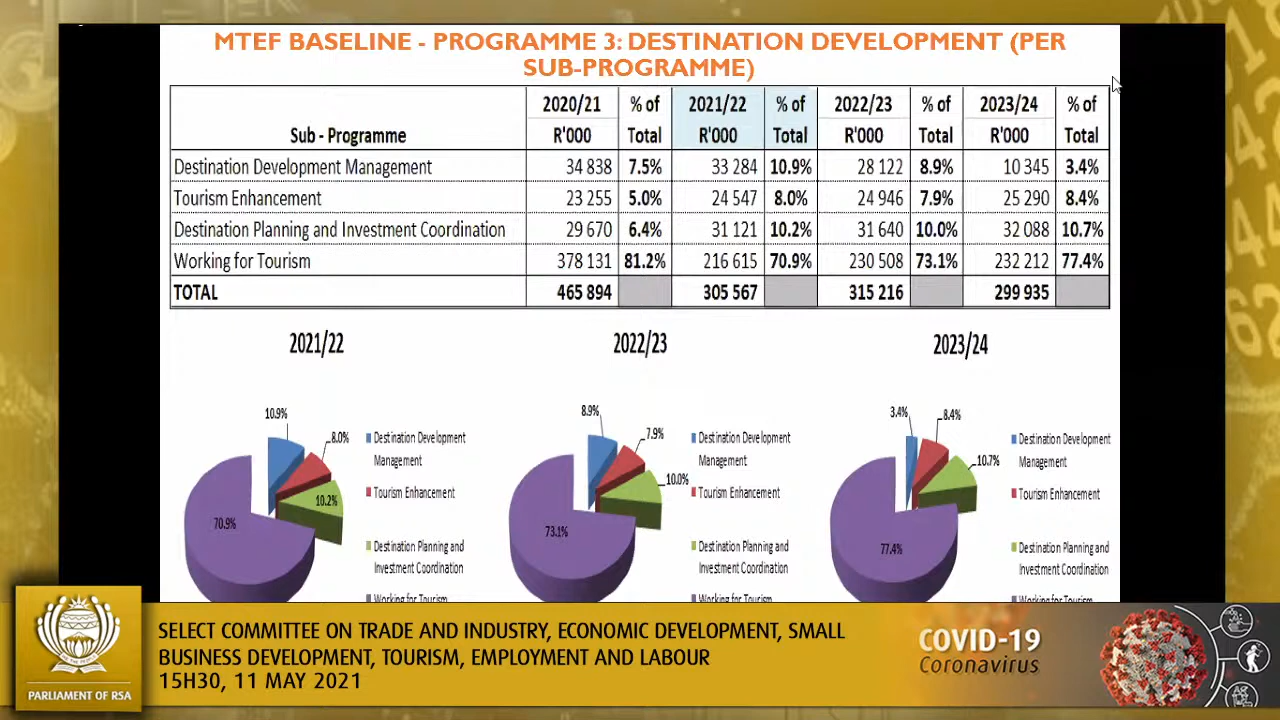 MTEF BASELINE - PROGRAMME 3: DESTINATION DEVELOPMENT (PER
SUB-PROGRAMME)
Sub - Programme 2020/21 R'000 % of Total 2021/22 R'000 % of Total 2022/23 R'000 % of Total 2023/24 R'000 % of Total
Destination Development Management 34 838 7.5% 33 284 10.9% 28 122 8.9% 10 345 3.4%
Tourism Enhancement 23 255 5.0% 24 547 8.0% 24 946 7.9% 25 290 8.4%
Destination Planning and Investment Coordination 29 670 6.4% 31 121 10.2% 31 640 10.0% 32 088 10.7%
Working for Tourism 378 131 81.2% 216 615 70.9% 230 508 73.1% 232 212 77.4%
TOTAL 465 894 305 567 315 216 299 935
2021/22
10.9%
8.0%
10.2%
70.9%
Destination Development
Management
Tourism Enhancement
Destination Planning and
Investment Coordination
Working for Tourism
2022/23
8.9%
7.9%
10.0%
73.1%
Destination Development
Management
Tourism Enhancement
Destination Planning and
Investment Coordination
Working for Tourism
2023/24
3.4%
8.4%
10.7%
77.4%
Destination Development
Management
Tourism Enhancement
Destination Planning and
Investment Coordination
Working for Tourism
PARLIAMENT OF RSA
SELECT COMMITTEE ON TRADE AND INDUSTRY, ECONOMIC DEVELOPMENT, SMALL
BUSINESS DEVELOPMENT, TOURISM, EMPLOYMENT AND LABOUR
15H30, 11 MAY 2021
COVID-19
Coronavirus